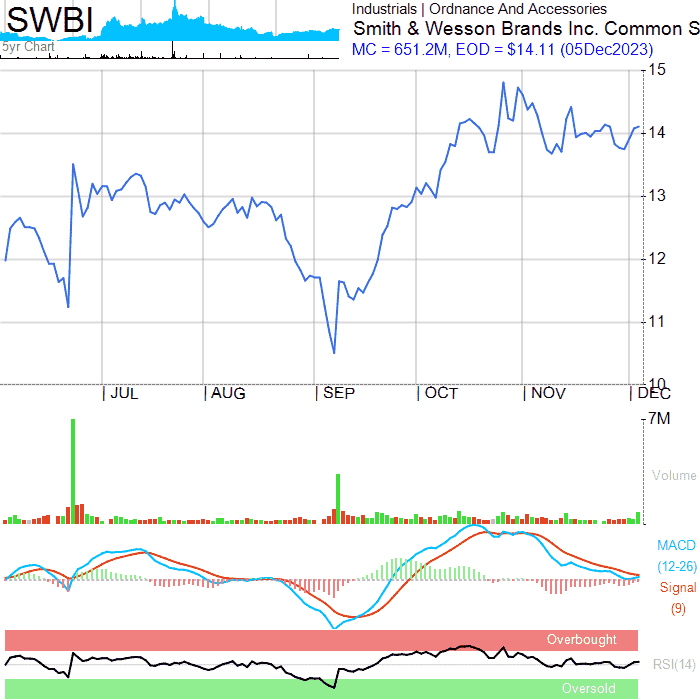 SWBI
5yr Chart
Industrials | Ordnance And Accessories
Smith & Wesson Brands Inc. Common S
MC = 651.2M, EOD = $14.11 (05Dec2023)
15
14
13
12
11
10
| JUL | AUG | SEP | OCT | NOV | DEC
7M
Volume
MACD
(12-26)
Signal
(9)
Overbought
RSI(14)
Oversold